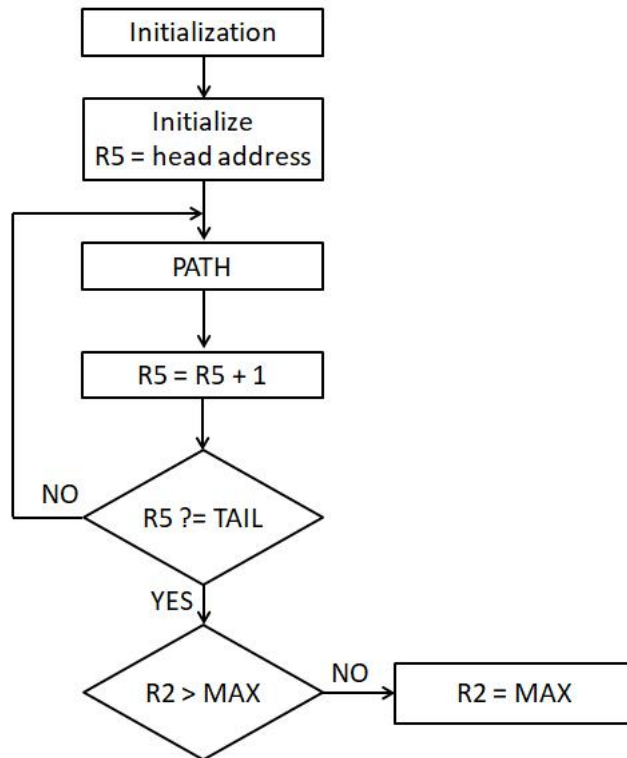 Initialization
Initialize
R5 = head address
PATH
R5 = R5 + 1
NO
R5 ?= TAIL
YES
R2 > MAX
NO
R2 = MAX